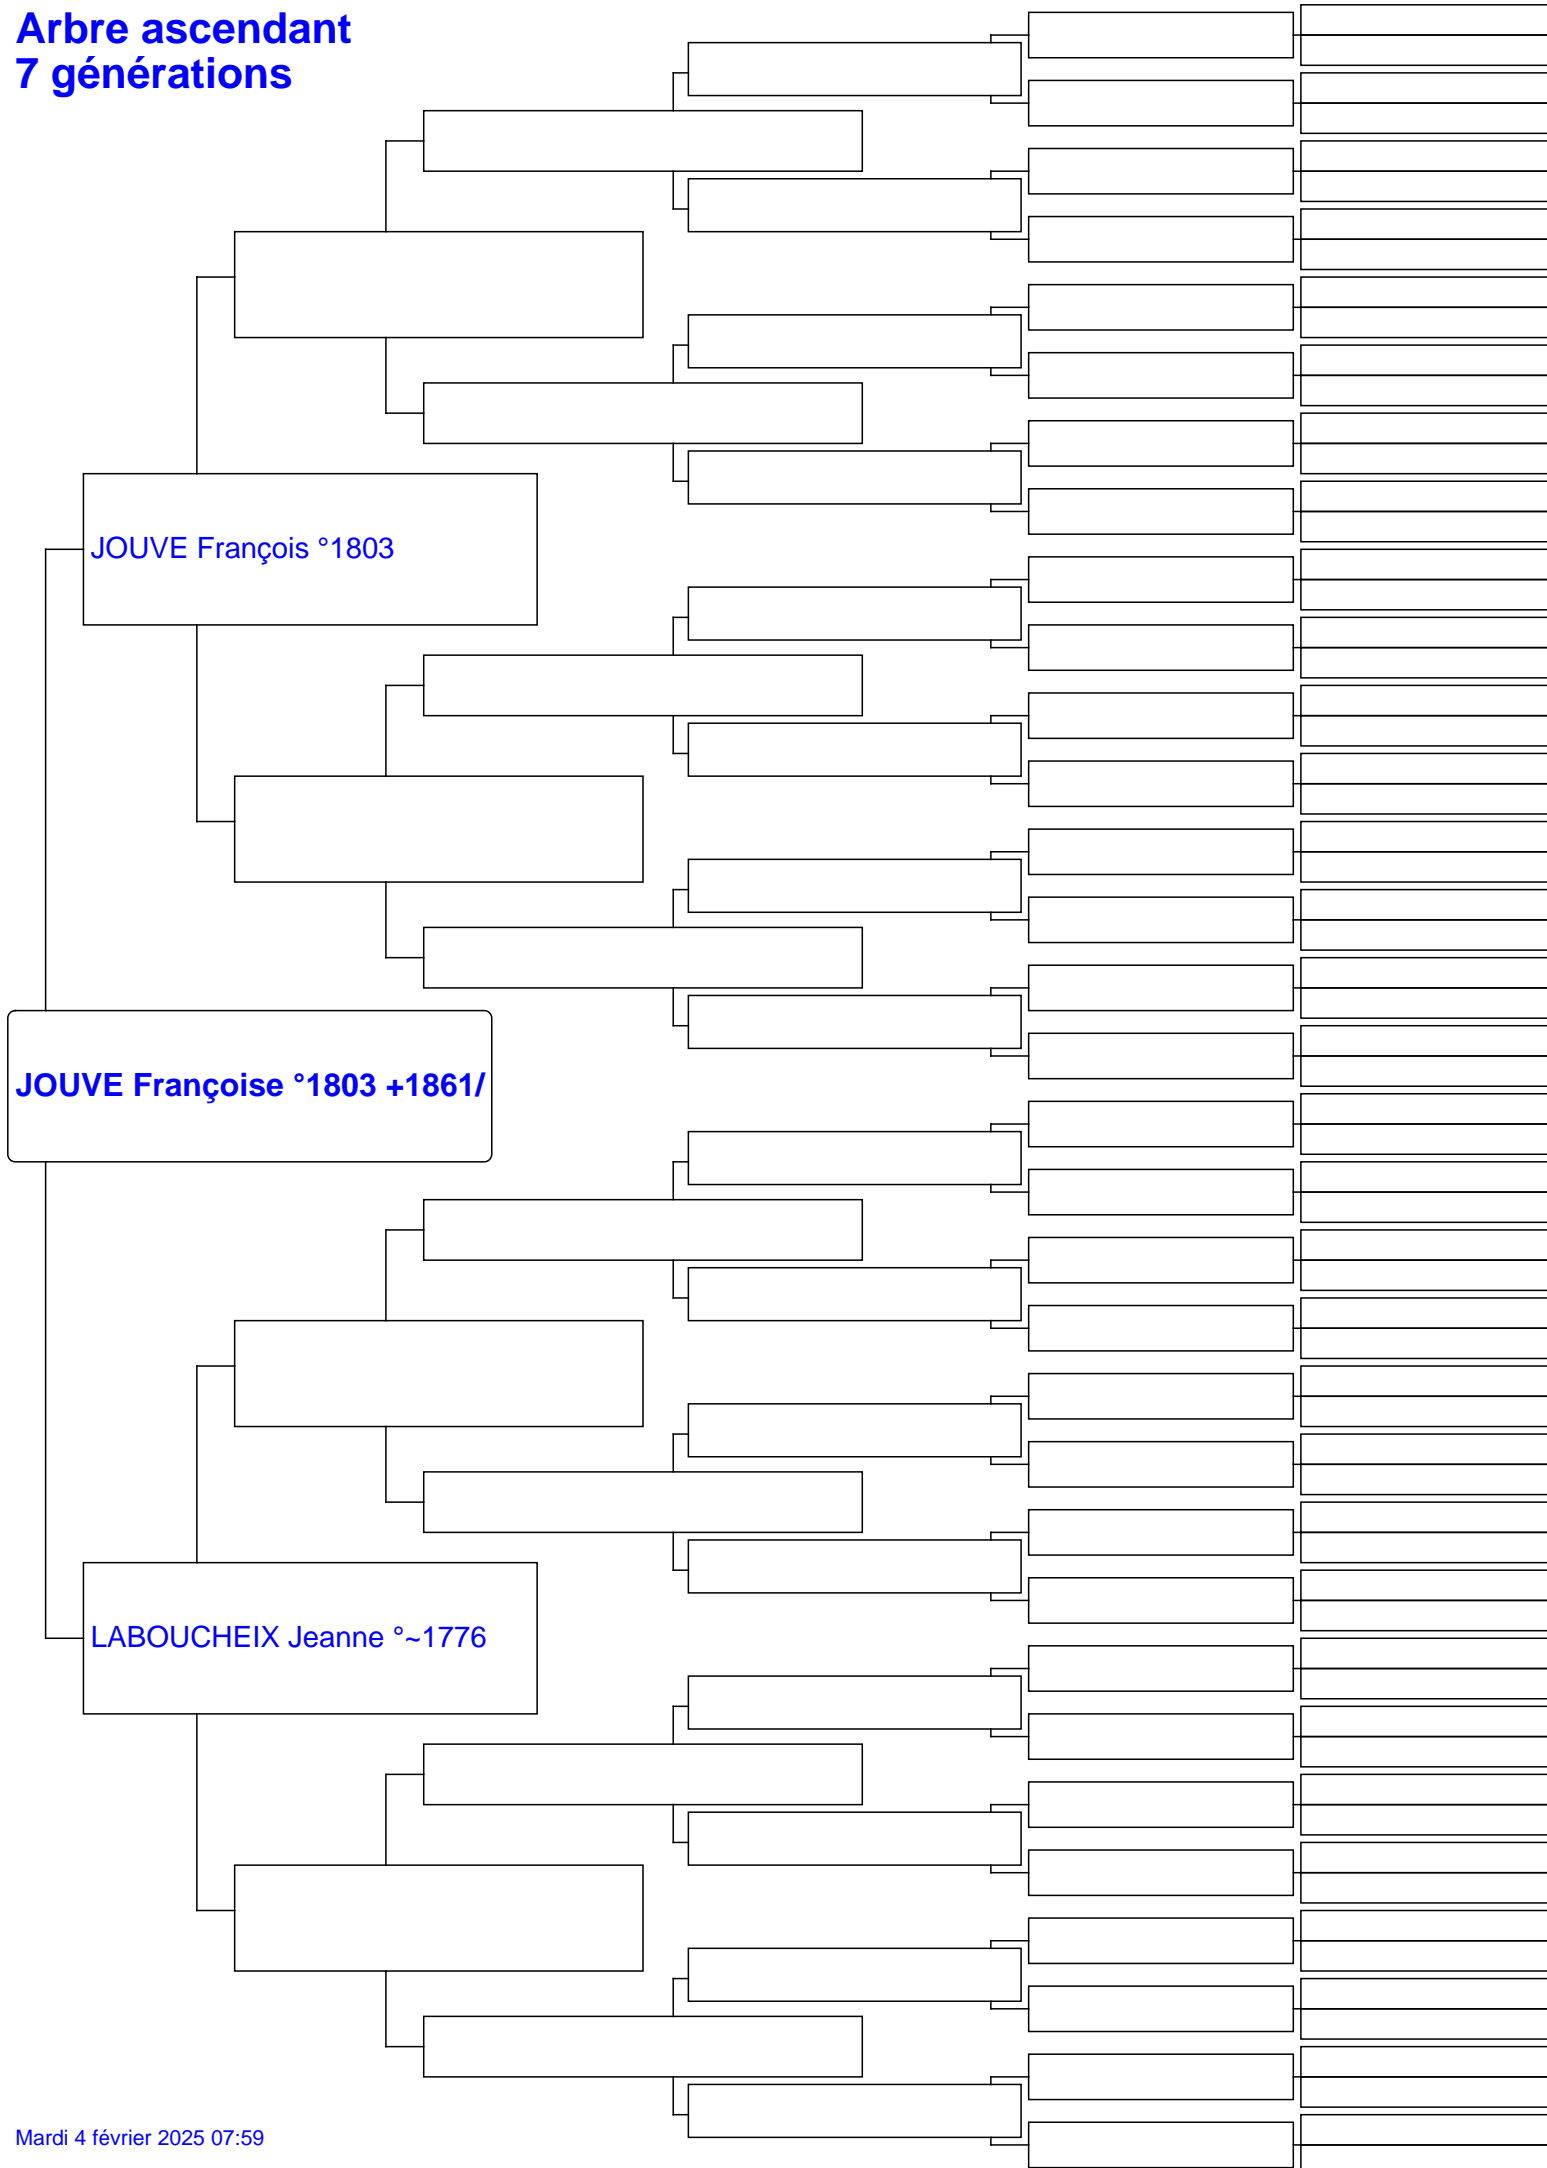 Arbre ascendant
7 générations
JOUVE François °1803
JOUVE Françoise °1803 +1861/
LABOUCHEIX Jeanne °~1776
Mardi 4 février 2025 07:59